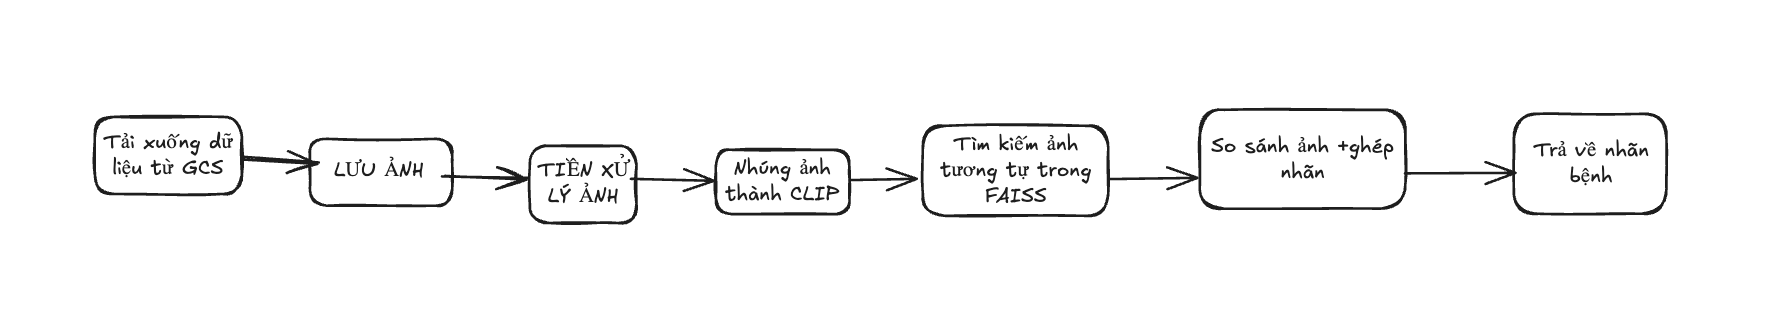 Tải xuống dữ
liệu từ GCS
LƯU ẢNH
TIỀN XỬ
LÝ ẢNH
Nhúng ảnh
thành CLIP
Tìm kiếm ảnh
tương tự trong
FAISS
So sánh ảnh +ghép
nhãn
Trả về nhãn
bệnh